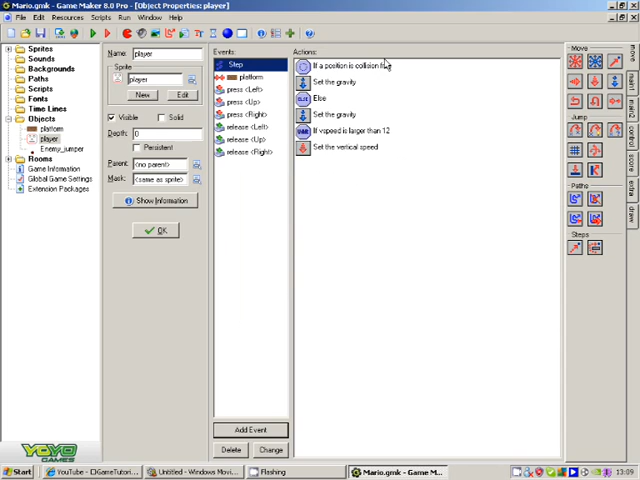 Mario.gmk - Game Maker 8.0 Pro - [Object Properties: player]
File Edit Resources Scripts Run Window Help
Sprites
Sounds
Backgrounds
Paths
Scripts
Fonts
Time Lines
Objects
platform
player
Enemy_jumper
Rooms
Game Information
Global Game Settings
Extension Packages
YOYO
GAMES
Name: player
Sprite
player
New Edit
Visible Solid
Depth: 0
Persistent
Parent: <no parent>
Mask: <same as sprite>
Show Information
OK
Events:
Step
platform
press <Left>
press <Up>
press <Right>
release <Left>
release <Up>
release <Right>
Add Event
Delete Change
Actions:
If a position is collision fr
Set the gravity
Else
Set the gravity
If vspeed is larger than 12
Set the vertical speed
Move
Jump
Paths
Steps
move
main1
main2
control
score
extra
draw
Start
YouTube - GameTutori...
Untitled - Windows Movi...
Flashing
Mario.gmk - Game M...
13:09